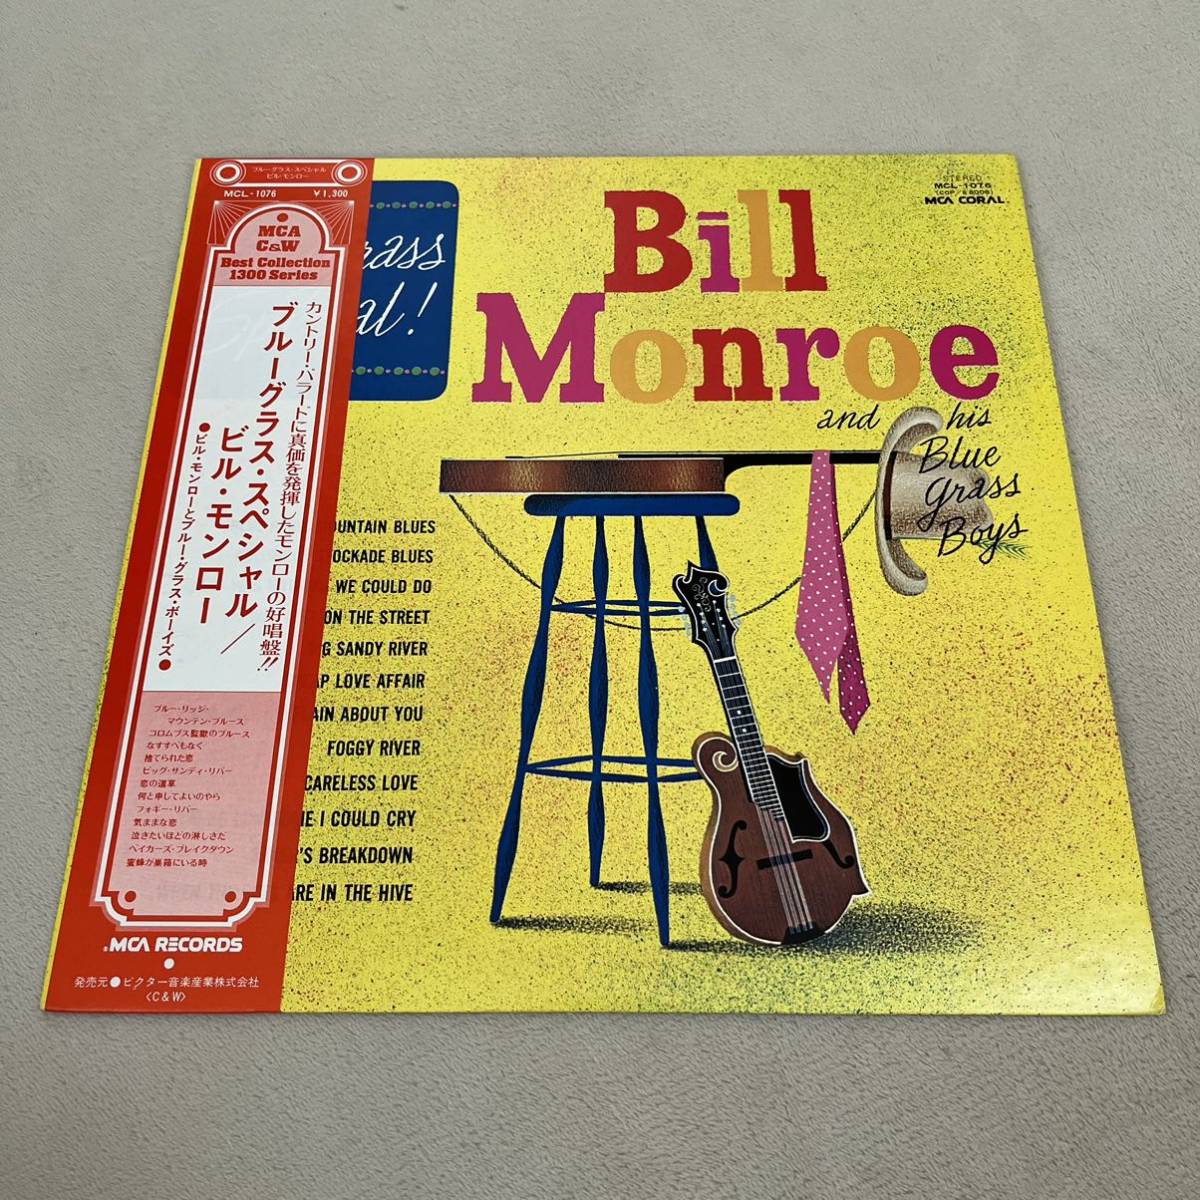 ブルーグラス・スペシャル
ビル・モンロー
MCL-1076 ￥1,300
MCA
C&W
Best Collection
1300 Series
カントリー・バラードに真価を発揮したモンローの好唱盤!!
ブルーグラス・スペシャル／
ビル・モンロー
●ビル・モンローとブルー・グラス・ボーイズ●
ブルー・リッジ・
マウンテン・ブルース
コロムブス監獄のブルース
なすすべもなく
捨てられた恋
ビッグ・サンディ・リバー
恋の道草
何と申してよいのやら
フォギー・リバー
気ままな恋
泣きたいほどの淋しさだ
ベイカーズ・ブレイクダウン
蜜蜂が巣箱にいる時
MCA RECORDS
発売元●ビクター音楽産業株式会社
〈C&W〉
rass
al!
STEREO
MCL-1076
MCA CORAL
Bill
Monroe
and his
Blue
grass
Boys
OUNTAIN BLUES
OCKADE BLUES
WE COULD DO
ON THE STREET
G SANDY RIVER
AP LOVE AFFAIR
AIN ABOUT YOU
FOGGY RIVER
CARELESS LOVE
ME I COULD CRY
R'S BREAKDOWN
ARE IN THE HIVE